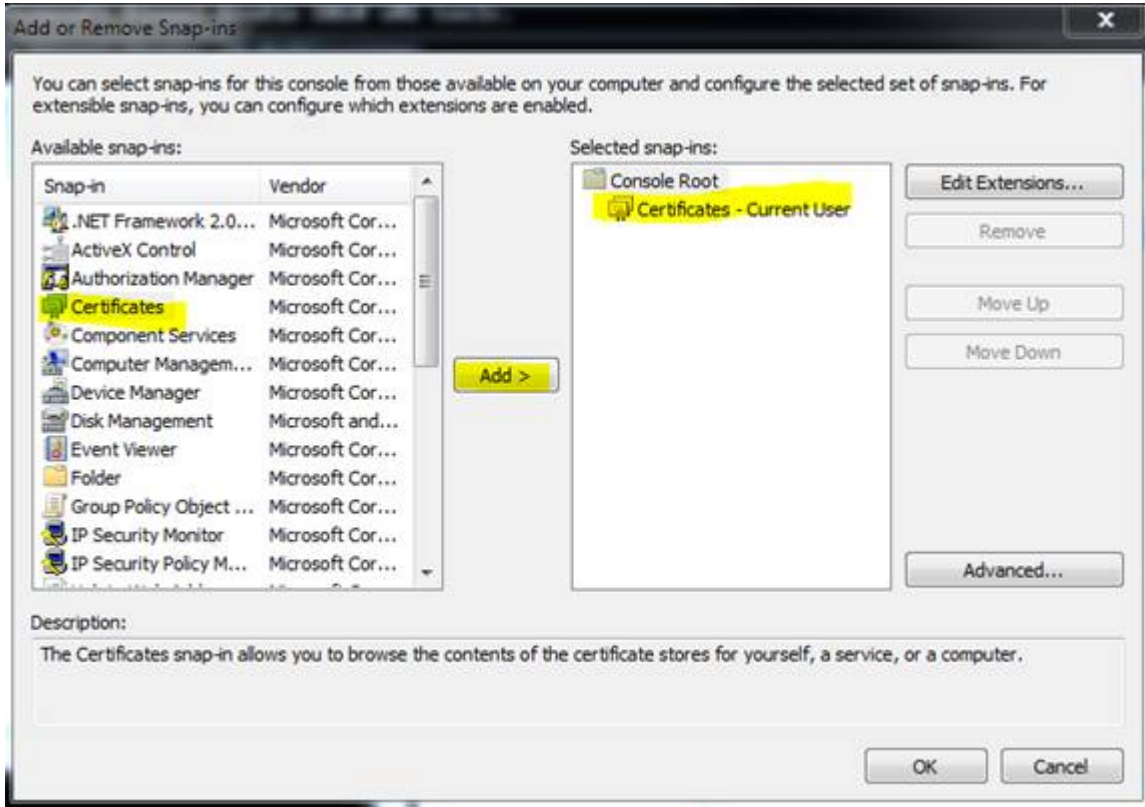 Add or Remove Snap-ins
You can select snap-ins for this console from those available on your computer and configure the selected set of snap-ins. For
extensible snap-ins, you can configure which extensions are enabled.
Available snap-ins:
Snap-in Vendor
.NET Framework 2.0... Microsoft Cor...
ActiveX Control Microsoft Cor...
Authorization Manager Microsoft Cor...
Certificates Microsoft Cor...
Component Services Microsoft Cor...
Computer Managem... Microsoft Cor...
Device Manager Microsoft Cor...
Disk Management Microsoft and...
Event Viewer Microsoft Cor...
Folder Microsoft Cor...
Group Policy Object ... Microsoft Cor...
IP Security Monitor Microsoft Cor...
IP Security Policy M... Microsoft Cor...
Add >
Selected snap-ins:
Console Root
Certificates - Current User
Edit Extensions...
Remove
Move Up
Move Down
Advanced...
Description:
The Certificates snap-in allows you to browse the contents of the certificate stores for yourself, a service, or a computer.
OK Cancel